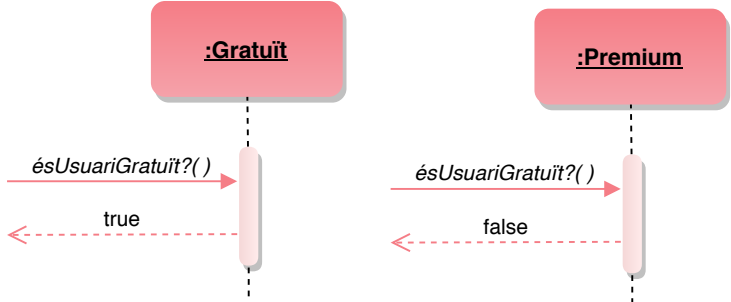 :Gratuït
ésUsuariGratuït?( )
true
:Premium
ésUsuariGratuït?( )
false